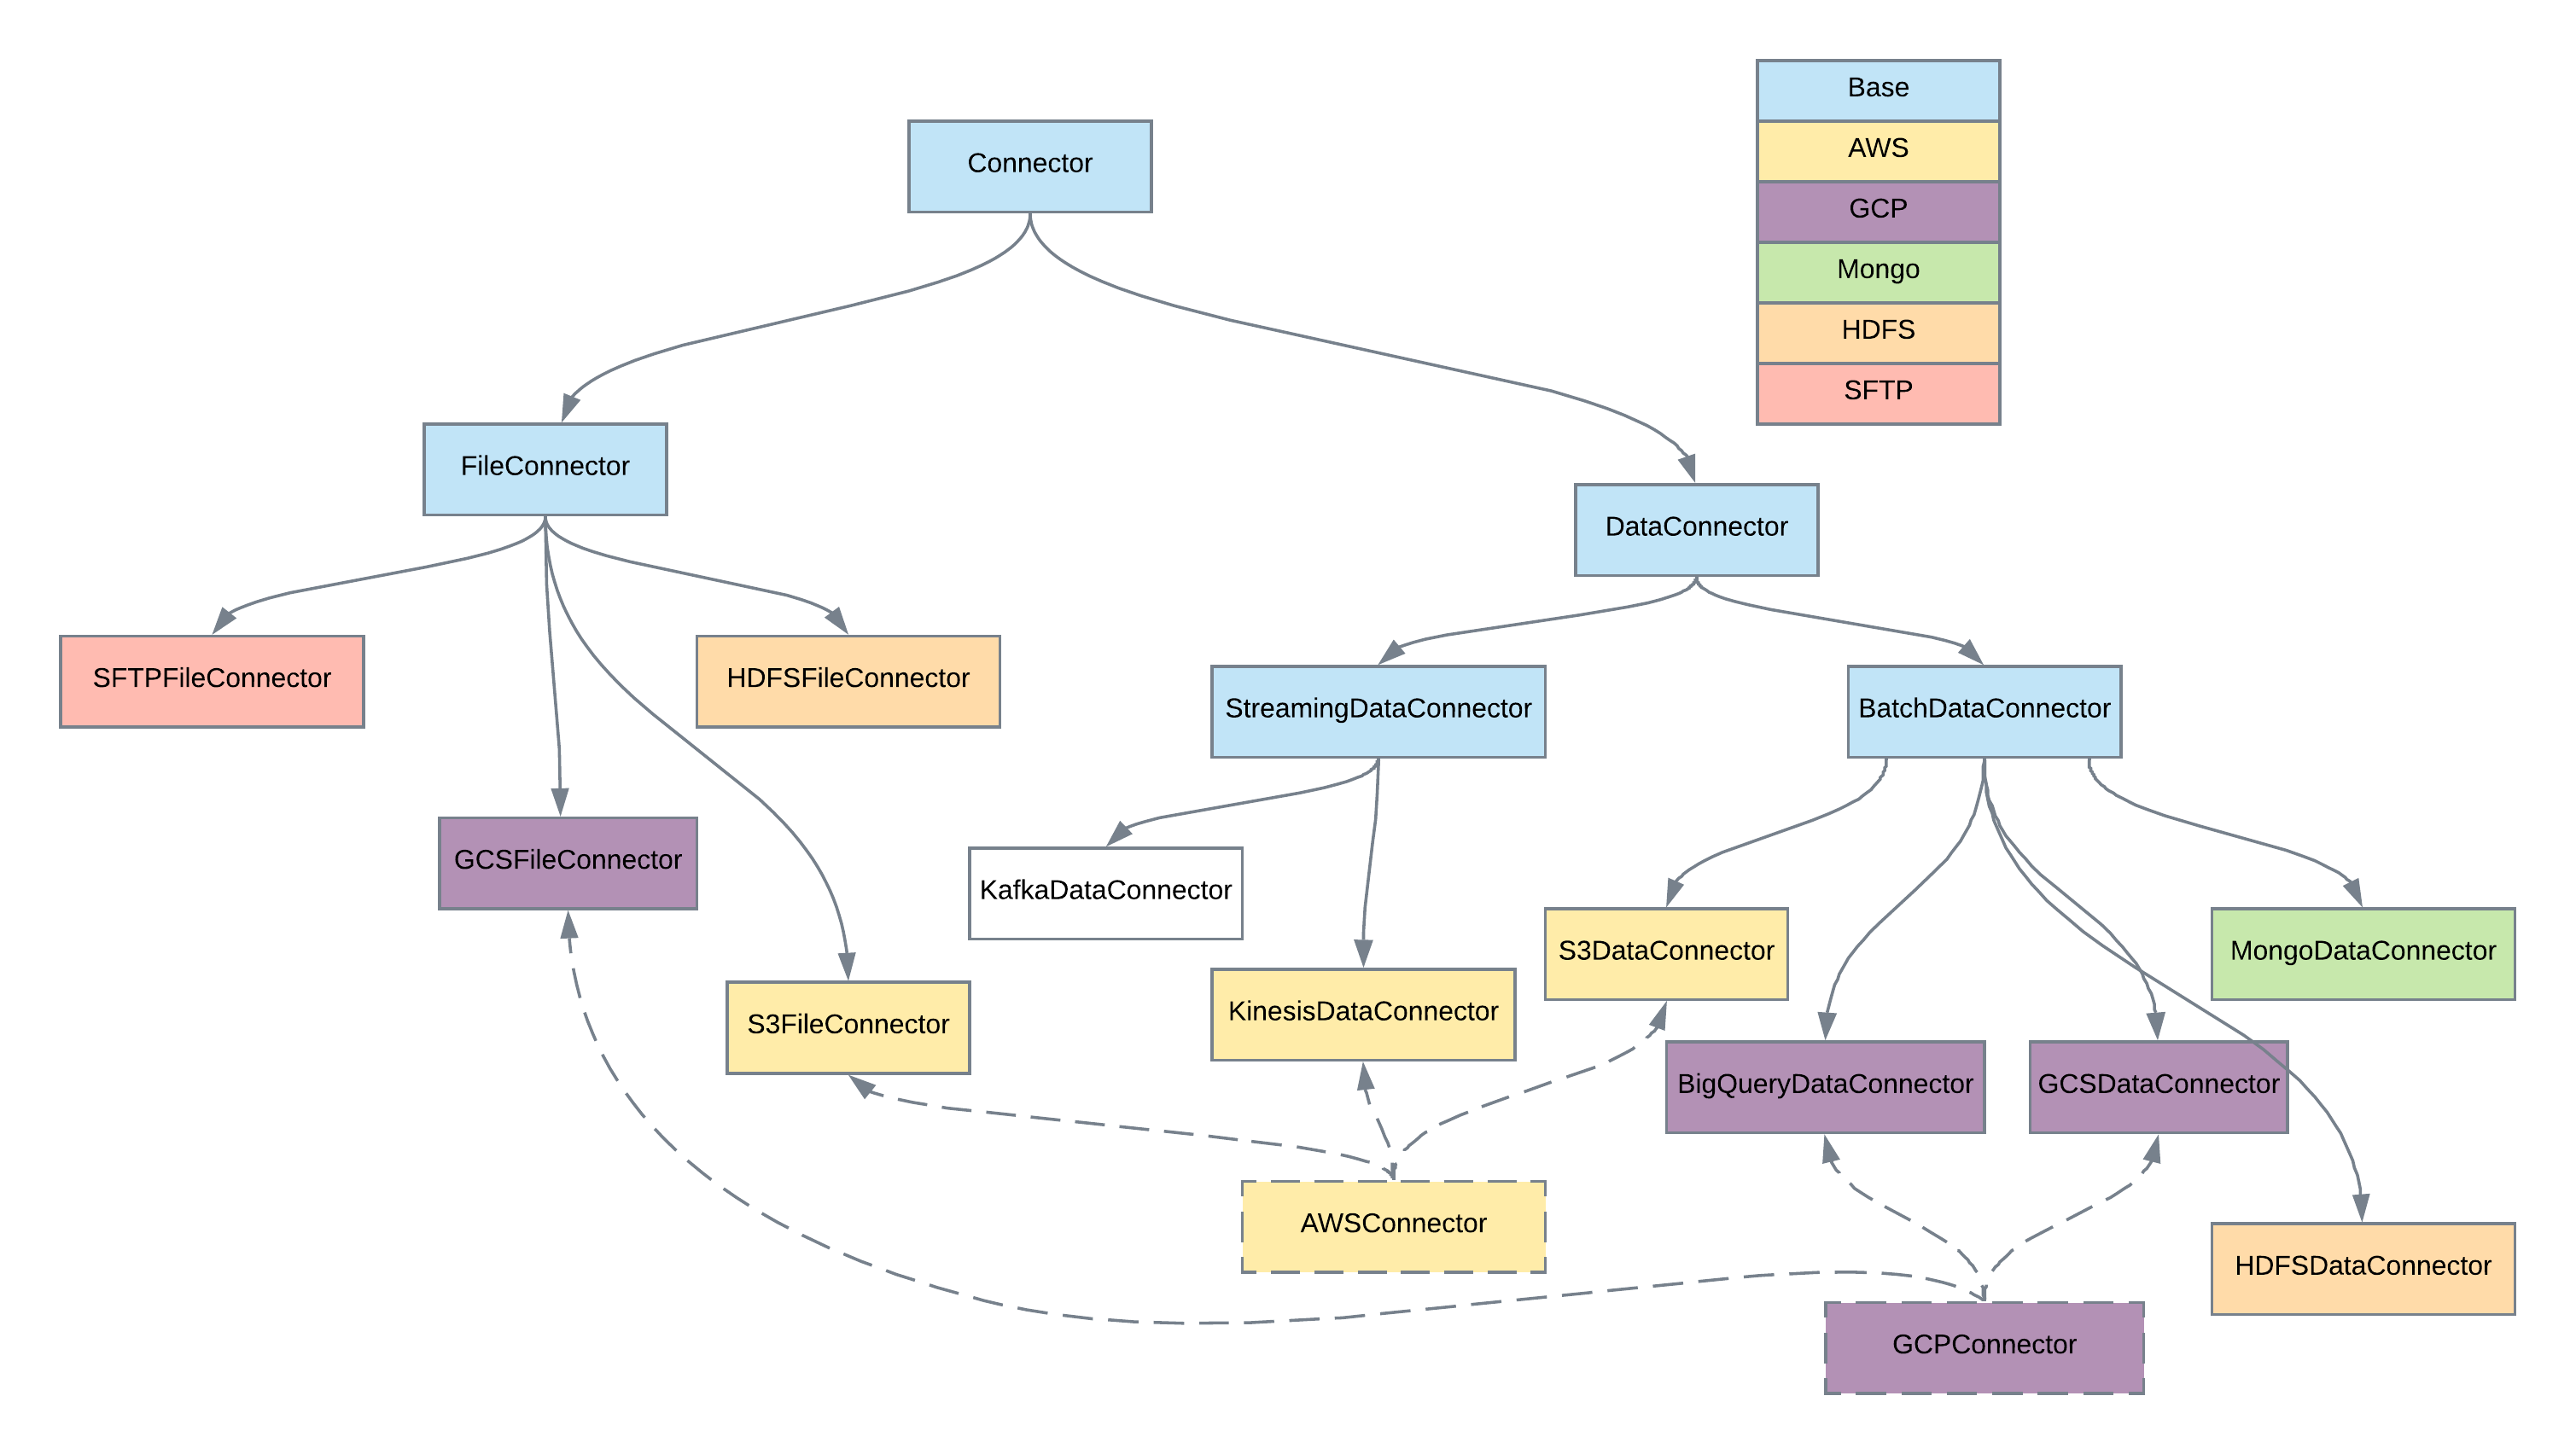 Base
AWS
GCP
Mongo
HDFS
SFTP
Connector
FileConnector
DataConnector
SFTPFileConnector
HDFSFileConnector
StreamingDataConnector
BatchDataConnector
GCSFileConnector
KafkaDataConnector
S3DataConnector
MongoDataConnector
S3FileConnector
KinesisDataConnector
BigQueryDataConnector
GCSDataConnector
AWSConnector
HDFSDataConnector
GCPConnector